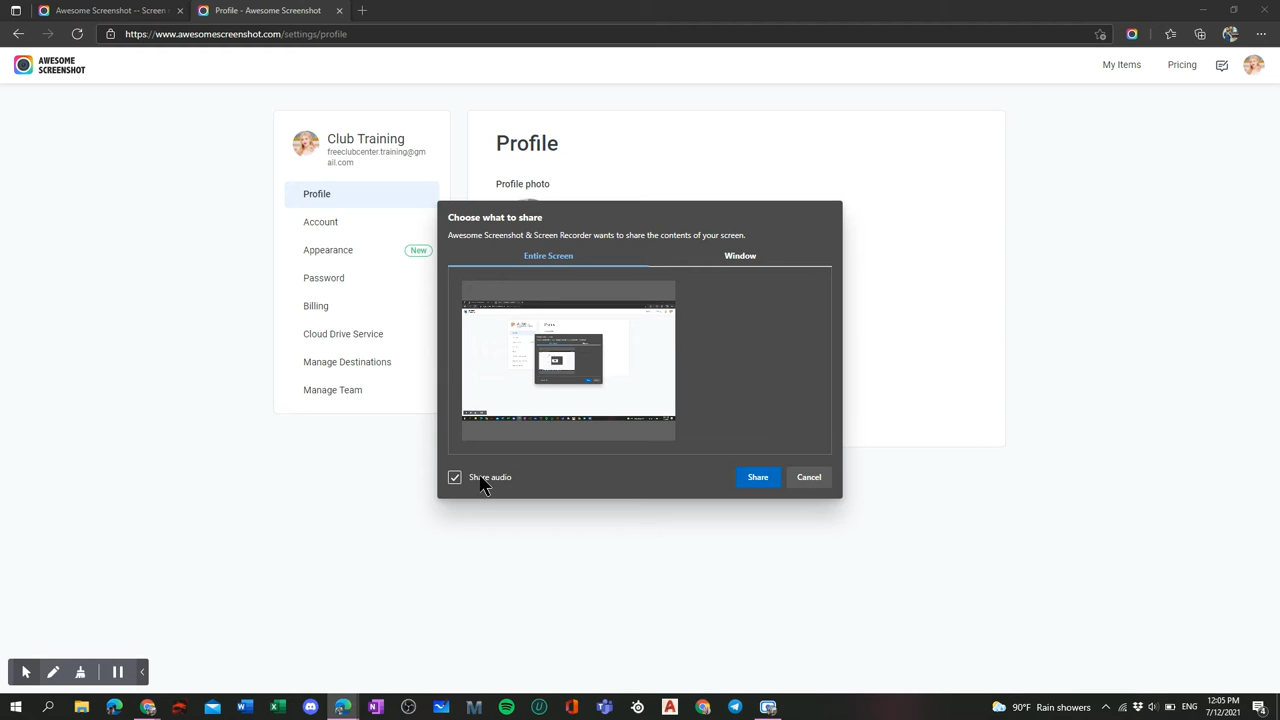 Awesome Screenshot -- Screen
Profile - Awesome Screenshot
https://www.awesomescreenshot.com/settings/profile
AWESOME
SCREENSHOT
My Items
Pricing
Club Training
freeclubcenter.training@gm
ail.com
Profile
Account
Appearance
New
Password
Billing
Cloud Drive Service
Manage Destinations
Manage Team
Profile
Profile photo
Choose what to share
Awesome Screenshot & Screen Recorder wants to share the contents of your screen.
Entire Screen
Window
Share audio
Share
Cancel
90°F Rain showers
ENG
12:05 PM
7/12/2021